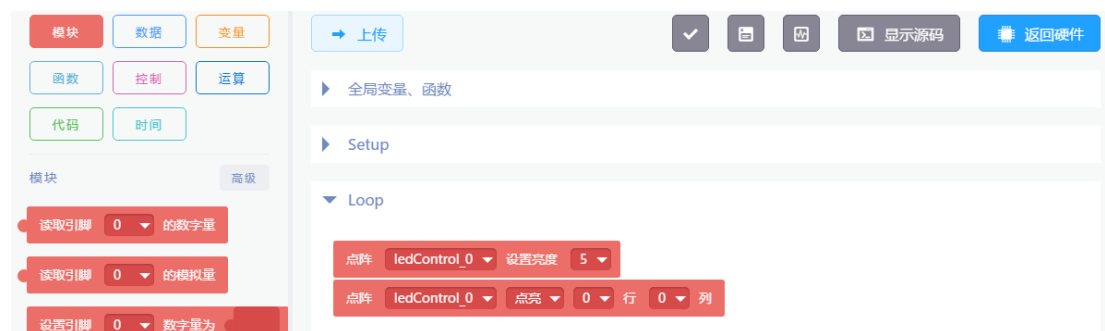 模块 数据 变量
函数 控制 运算
代码 时间
模块 高级
读取引脚 0 的数字量
读取引脚 0 的模拟量
设置引脚 0 数字量为
上传 显示源码 返回硬件
全局变量、函数
Setup
Loop
点阵 ledControl_0 设置亮度 5
点阵 ledControl_0 点亮 0 行 0 列